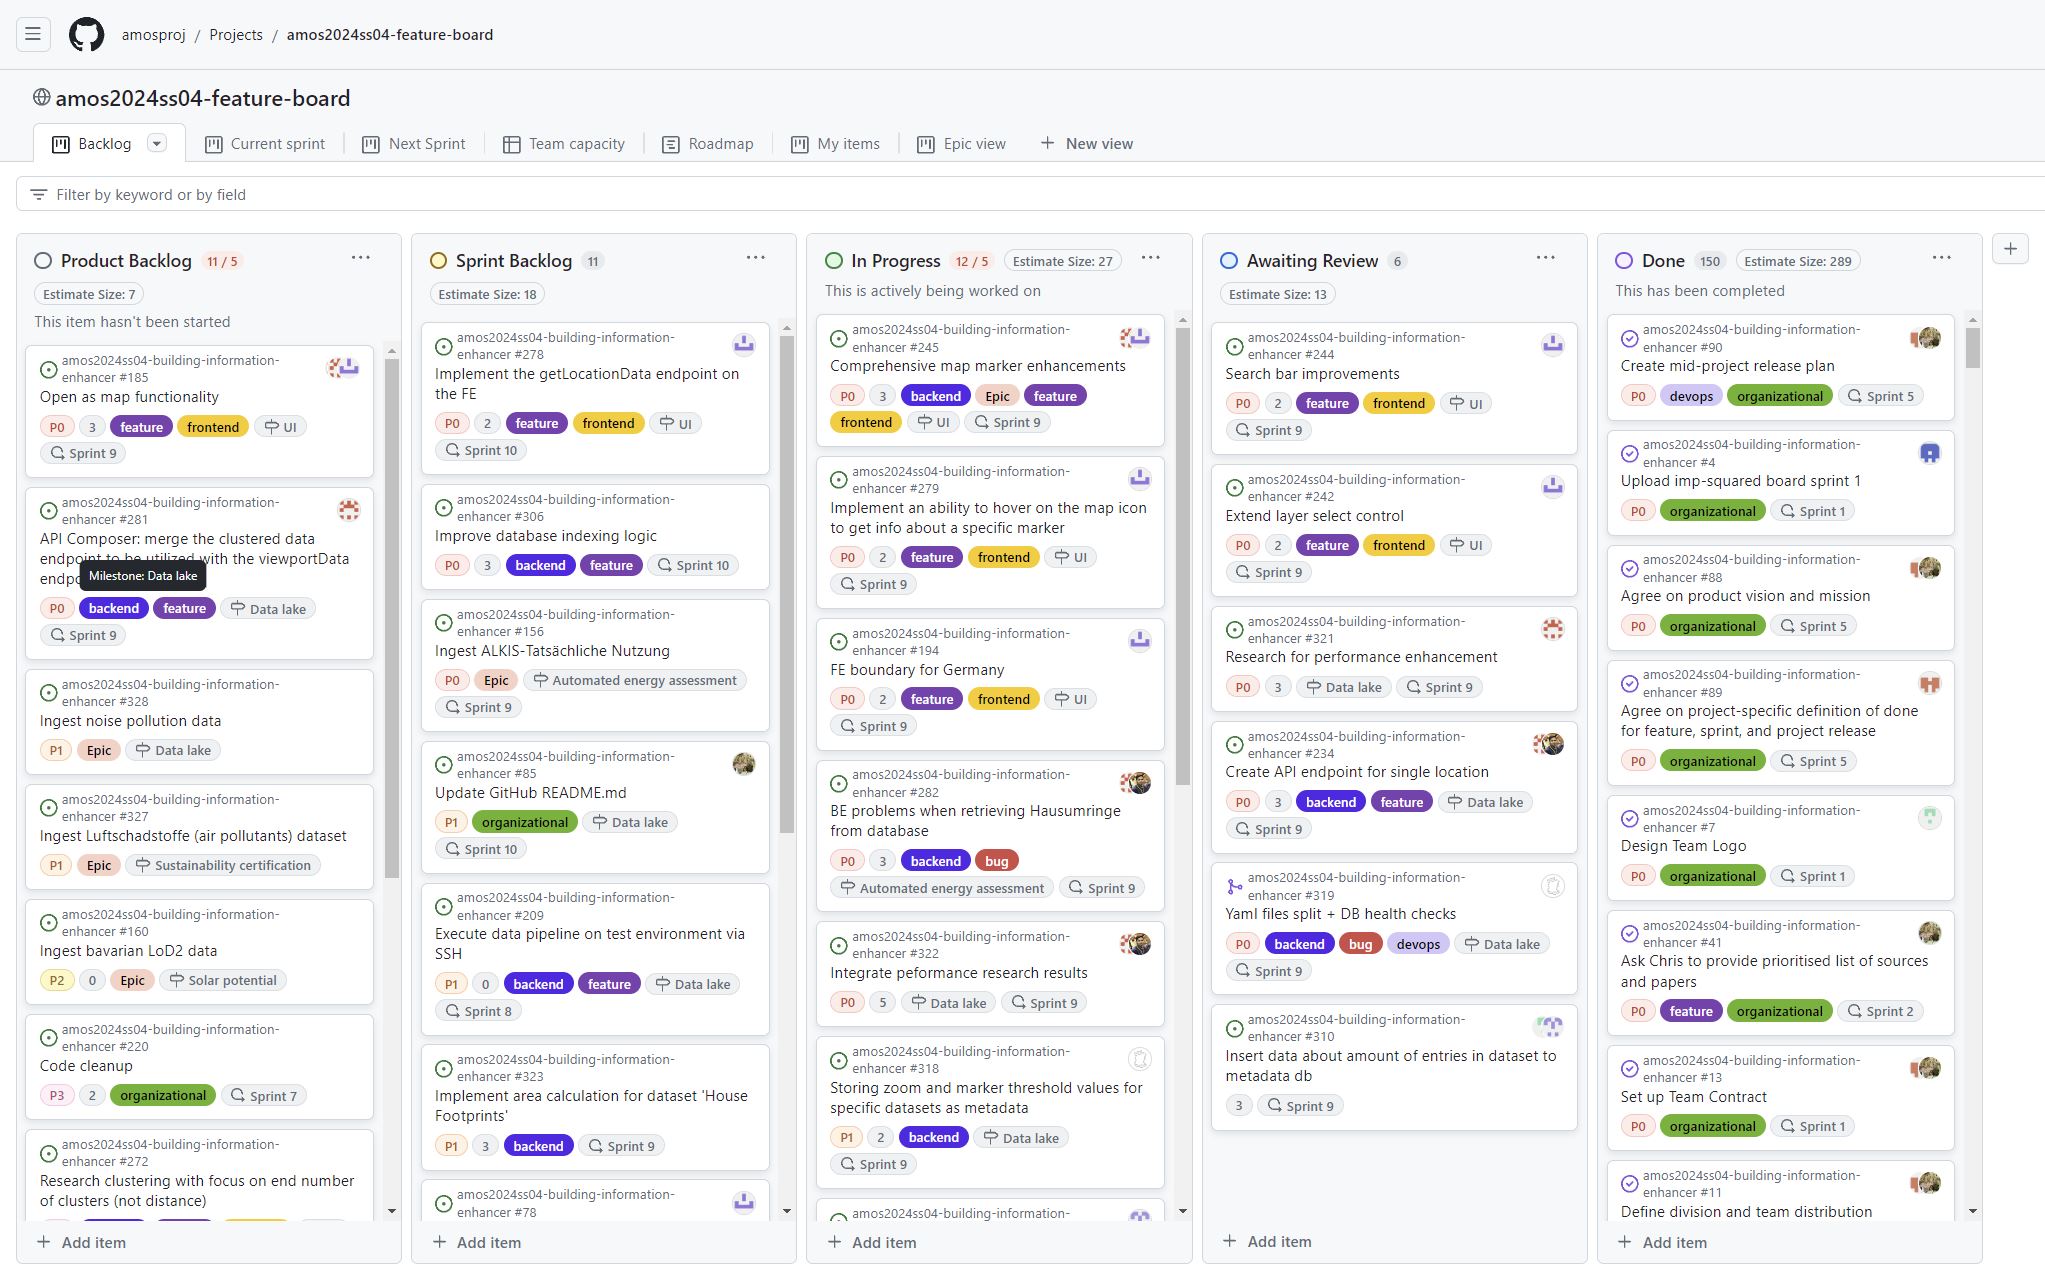 amosproj / Projects / amos2024ss04-feature-board
amos2024ss04-feature-board
Backlog Current sprint Next Sprint Team capacity Roadmap My items Epic view New view
Filter by keyword or by field
Product Backlog 11 / 5
Estimate Size: 7
This item hasn't been started
amos2024ss04-building-information-
enhancer #185
Open as map functionality
P0 3 feature frontend UI
Sprint 9
amos2024ss04-building-information-
enhancer #281
API Composer: merge the clustered data
endpoint to be utilized with the viewportData
Milestone: Data lake
P0 backend feature Data lake
Sprint 9
amos2024ss04-building-information-
enhancer #328
Ingest noise pollution data
P1 Epic Data lake
amos2024ss04-building-information-
enhancer #327
Ingest Luftschadstoffe (air pollutants) dataset
P1 Epic Sustainability certification
amos2024ss04-building-information-
enhancer #160
Ingest bavarian LoD2 data
P2 0 Epic Solar potential
amos2024ss04-building-information-
enhancer #220
Code cleanup
P3 2 organizational Sprint 7
amos2024ss04-building-information-
enhancer #272
Research clustering with focus on end number
of clusters (not distance)
Add item
Sprint Backlog 11
Estimate Size: 18
amos2024ss04-building-information-
enhancer #278
Implement the getLocationData endpoint on
the FE
P0 2 feature frontend UI
Sprint 10
amos2024ss04-building-information-
enhancer #306
Improve database indexing logic
P0 3 backend feature Sprint 10
amos2024ss04-building-information-
enhancer #156
Ingest ALKIS-Tatsächliche Nutzung
P0 Epic Automated energy assessment
Sprint 9
amos2024ss04-building-information-
enhancer #85
Update GitHub README.md
P1 organizational Data lake
Sprint 10
amos2024ss04-building-information-
enhancer #209
Execute data pipeline on test environment via
SSH
P1 0 backend feature Data lake
Sprint 8
amos2024ss04-building-information-
enhancer #323
Implement area calculation for dataset 'House
Footprints'
P1 3 backend Sprint 9
amos2024ss04-building-information-
enhancer #78
Add item
In Progress 12 / 5 Estimate Size: 27
This is actively being worked on
amos2024ss04-building-information-
enhancer #245
Comprehensive map marker enhancements
P0 3 backend Epic feature
frontend UI Sprint 9
amos2024ss04-building-information-
enhancer #279
Implement an ability to hover on the map icon
to get info about a specific marker
P0 2 feature frontend UI
Sprint 9
amos2024ss04-building-information-
enhancer #194
FE boundary for Germany
P0 2 feature frontend UI
Sprint 9
amos2024ss04-building-information-
enhancer #282
BE problems when retrieving Hausumringe
from database
P0 3 backend bug
Automated energy assessment Sprint 9
amos2024ss04-building-information-
enhancer #322
Integrate peformance research results
P0 5 Data lake Sprint 9
amos2024ss04-building-information-
enhancer #318
Storing zoom and marker threshold values for
specific datasets as metadata
P1 2 backend Data lake
Sprint 9
amos2024ss04-building-information-
Add item
Awaiting Review 6
Estimate Size: 13
amos2024ss04-building-information-
enhancer #244
Search bar improvements
P0 2 feature frontend UI
Sprint 9
amos2024ss04-building-information-
enhancer #242
Extend layer select control
P0 2 feature frontend UI
Sprint 9
amos2024ss04-building-information-
enhancer #321
Research for performance enhancement
P0 3 Data lake Sprint 9
amos2024ss04-building-information-
enhancer #234
Create API endpoint for single location
P0 3 backend feature Data lake
Sprint 9
amos2024ss04-building-information-
enhancer #319
Yaml files split + DB health checks
P0 backend bug devops Data lake
Sprint 9
amos2024ss04-building-information-
enhancer #310
Insert data about amount of entries in dataset to
metadata db
3 Sprint 9
Add item
Done 150 Estimate Size: 289
This has been completed
amos2024ss04-building-information-
enhancer #90
Create mid-project release plan
P0 devops organizational Sprint 5
amos2024ss04-building-information-
enhancer #4
Upload imp-squared board sprint 1
P0 organizational Sprint 1
amos2024ss04-building-information-
enhancer #88
Agree on product vision and mission
P0 organizational Sprint 5
amos2024ss04-building-information-
enhancer #89
Agree on project-specific definition of done
for feature, sprint, and project release
P0 organizational Sprint 5
amos2024ss04-building-information-
enhancer #7
Design Team Logo
P0 organizational Sprint 1
amos2024ss04-building-information-
enhancer #41
Ask Chris to provide prioritised list of sources
and papers
P0 feature organizational Sprint 2
amos2024ss04-building-information-
enhancer #13
Set up Team Contract
P0 organizational Sprint 1
amos2024ss04-building-information-
enhancer #11
Define division and team distribution
Add item